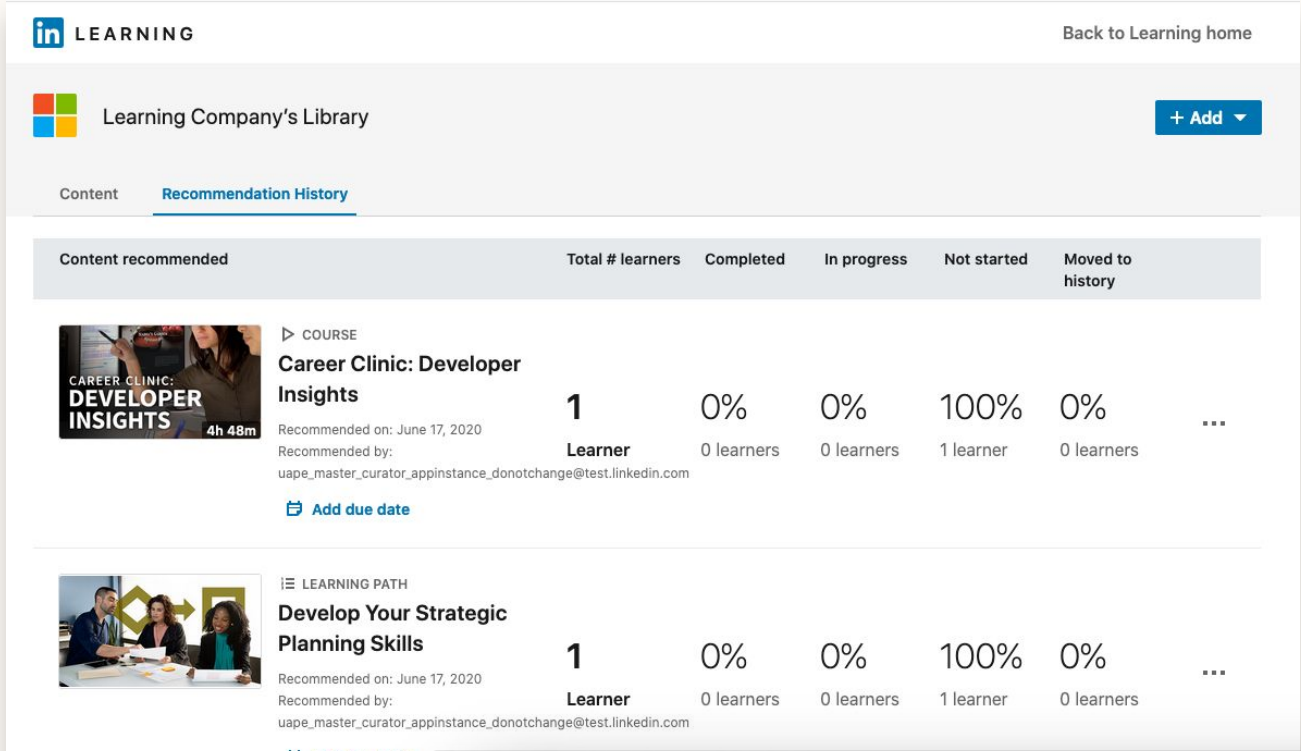 in LEARNING
Back to Learning home
Learning Company's Library
+ Add
Content
Recommendation History
Content recommended
Total # learners
Completed
In progress
Not started
Moved to
history
CAREER CLINIC:
DEVELOPER
INSIGHTS
4h 48m
COURSE
Career Clinic: Developer
Insights
Recommended on: June 17, 2020
Recommended by:
uape_master_curator_appinstance_donotchange@test.linkedin.com
Add due date
1
Learner
0%
0 learners
0%
0 learners
100%
1 learner
0%
0 learners
...
LEARNING PATH
Develop Your Strategic
Planning Skills
Recommended on: June 17, 2020
Recommended by:
uape_master_curator_appinstance_donotchange@test.linkedin.com
1
Learner
0%
0 learners
0%
0 learners
100%
1 learner
0%
0 learners
...